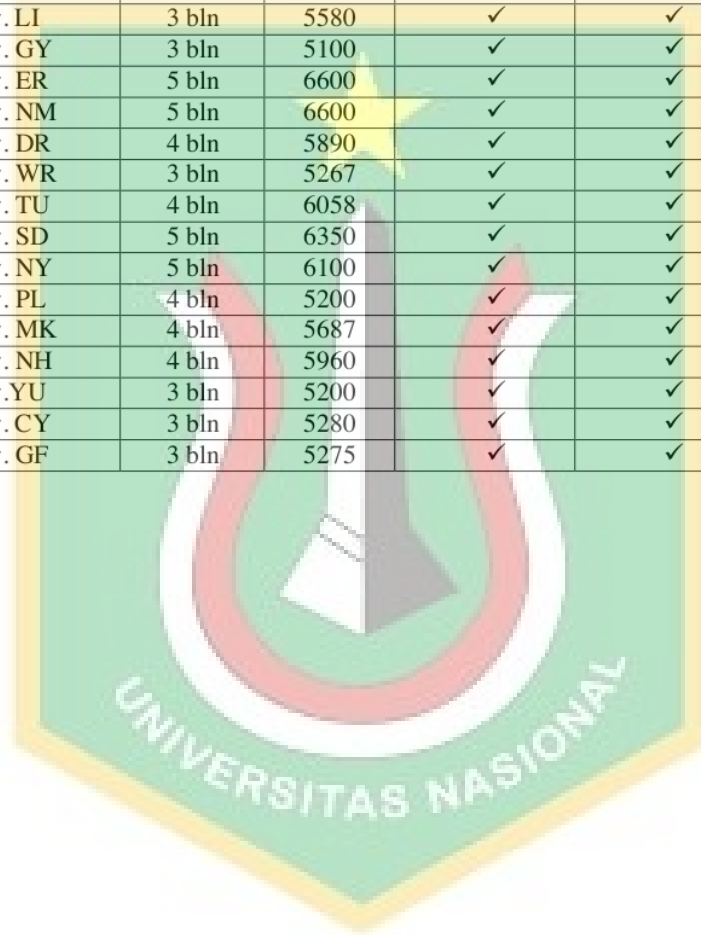 . LI 3 bln 5580 ✓ ✓
. GY 3 bln 5100 ✓ ✓
. ER 5 bln 6600 ✓ ✓
. NM 5 bln 6600 ✓ ✓
. DR 4 bln 5890 ✓ ✓
. WR 3 bln 5267 ✓ ✓
. TU 4 bln 6058 ✓ ✓
. SD 5 bln 6350 ✓ ✓
. NY 5 bln 6100 ✓ ✓
. PL 4 bln 5200 ✓ ✓
. MK 4 bln 5687 ✓ ✓
. NH 4 bln 5960 ✓ ✓
.YU 3 bln 5200 ✓ ✓
. CY 3 bln 5280 ✓ ✓
. GF 3 bln 5275 ✓ ✓
UNIVERSITAS NASIONAL